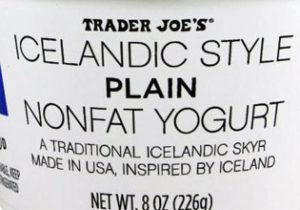 TRADER JOE'S®
ICELANDIC STYLE
PLAIN
NONFAT YOGURT
A TRADITIONAL ICELANDIC SKYR
MADE IN USA, INSPIRED BY ICELAND
NET WT. 8 OZ (226g)